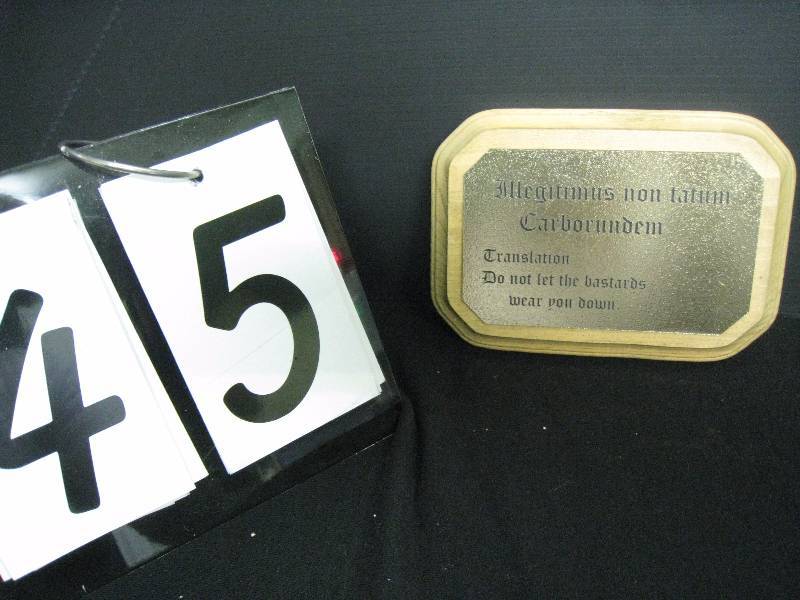 45
Illegitimus non tatum
Carborundem
Translation
Do not let the bastards
wear you down